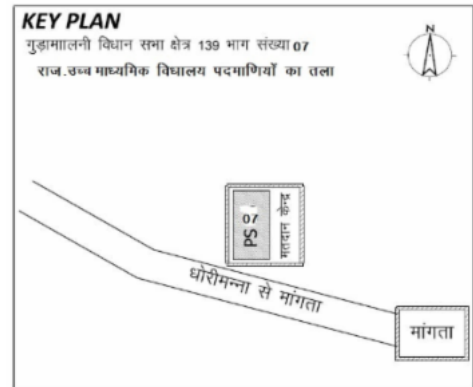 KEY PLAN
N
गुड़ामाालनी विधान सभा क्षेत्र 139 भाग संख्या 07
राज.उच्च माध्यमिक विधालय पदमाणियों का तला
PS 07
मतदान केन्द्र
धोरीमन्ना से मांगता
मांगता